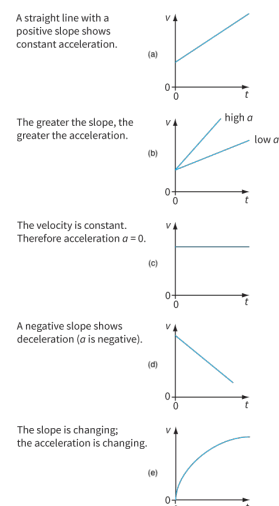 A straight line with a
positive slope shows
constant acceleration.
v
(a)
0
0
t
The greater the slope, the
greater the acceleration.
v
high a
low a
(b)
0
0
t
The velocity is constant.
Therefore acceleration a = 0.
v
(c)
0
0
t
A negative slope shows
deceleration (a is negative).
v
(d)
0
0
t
The slope is changing;
the acceleration is changing.
v
(e)
0